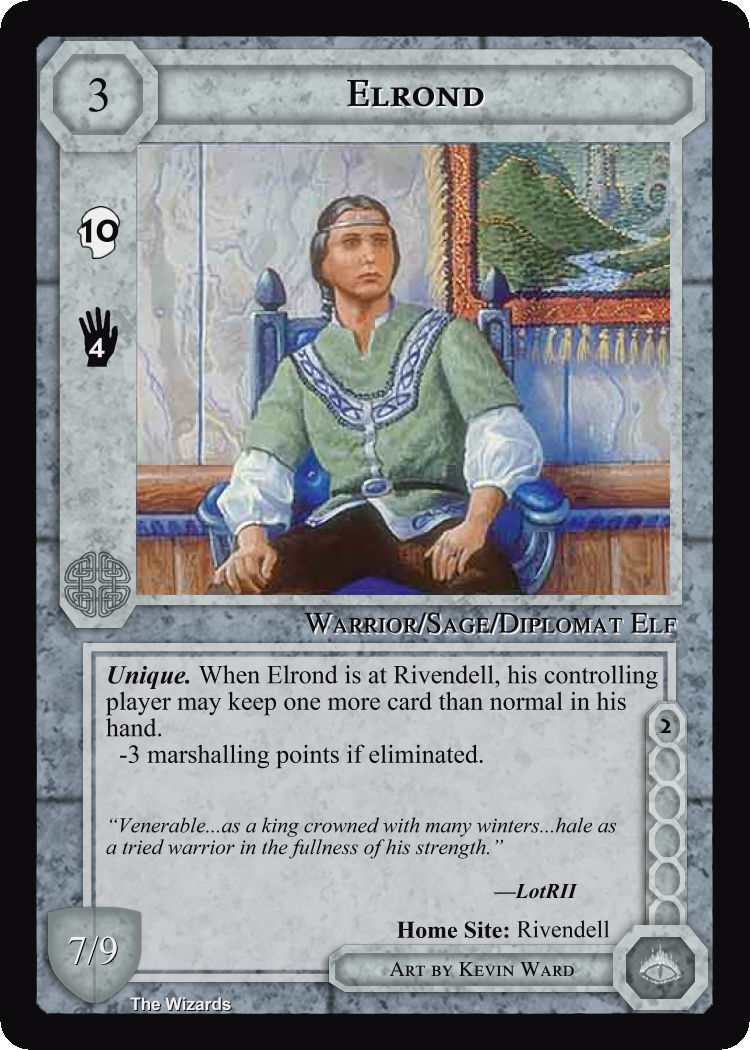 3
Elrond
10
4
Warrior/Sage/Diplomat Elf
Unique. When Elrond is at Rivendell, his controlling
player may keep one more card than normal in his
hand.
-3 marshalling points if eliminated.
2
“Venerable...as a king crowned with many winters...hale as
a tried warrior in the fullness of his strength.”
—LotRII
Home Site: Rivendell
7/9
Art by Kevin Ward
The Wizards